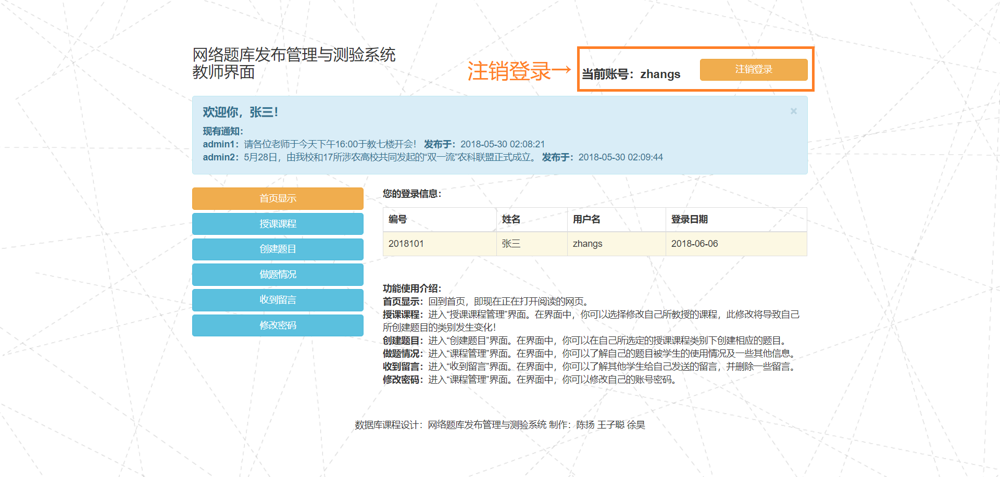 网络题库发布管理与测验系统
教师界面
注销登录→
当前账号：zhangs
注销登录
欢迎你，张三！
×
现有通知：
admin1：请各位老师于今天下午16:00于教七楼开会！ 发布于：2018-05-30 02:08:21
admin2：5月28日，由我校和17所涉农高校共同发起的“双一流”农科联盟正式成立。 发布于：2018-05-30 02:09:44
首页显示
授课课程
创建题目
做题情况
收到留言
修改密码
您的登录信息：
编号 姓名 用户名 登录日期
2018101 张三 zhangs 2018-06-06
功能使用介绍：
首页显示：回到首页，即现在正在打开阅读的网页。
授课课程：进入“授课课程管理”界面。在界面中，你可以选择修改自己所教授的课程，此修改将导致自己
所创建题目的类别发生变化！
创建题目：进入“创建题目”界面。在界面中，你可以在自己所选定的授课课程类别下创建相应的题目。
做题情况：进入“课程管理”界面。在界面中，你可以了解自己的题目被学生的使用情况及一些其他信息。
收到留言：进入“收到留言”界面。在界面中，你可以了解其他学生给自己发送的留言，并删除一些留言。
修改密码：进入“课程管理”界面。在界面中，你可以修改自己的账号密码。
数据库课程设计：网络题库发布管理与测验系统 制作：陈扬 王子聪 徐昊